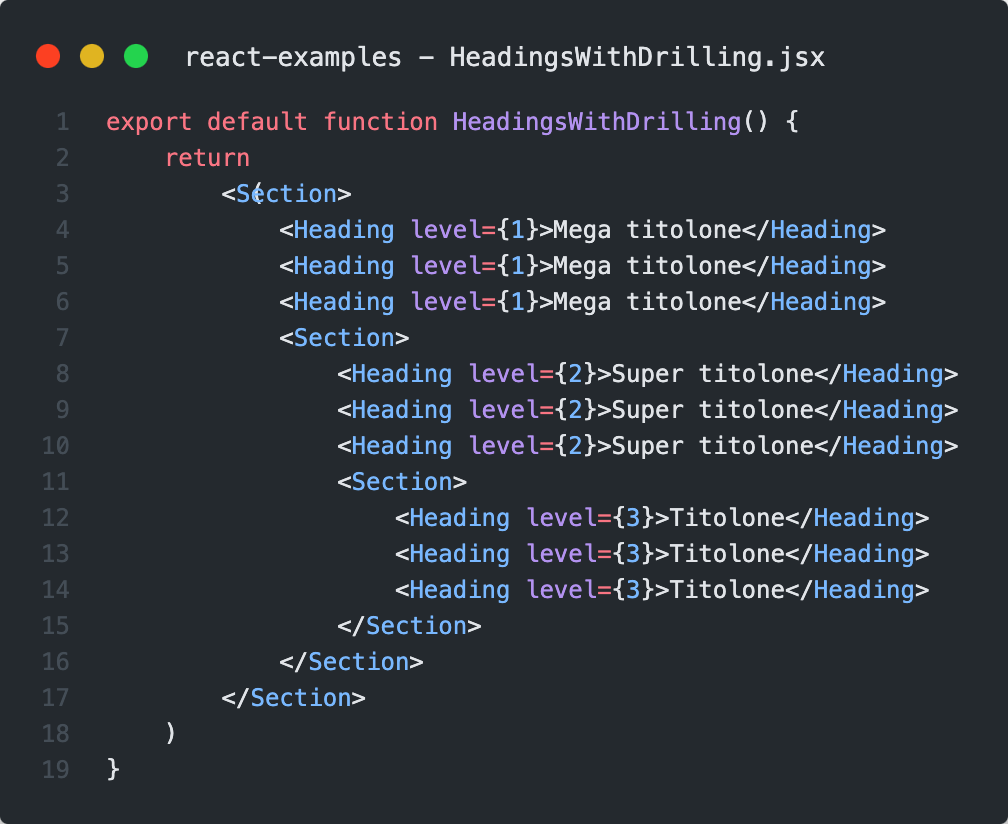 react-examples – HeadingsWithDrilling.jsx
1 export default function HeadingsWithDrilling() {
2     return (
3         <Section>
4             <Heading level={1}>Mega titolone</Heading>
5             <Heading level={1}>Mega titolone</Heading>
6             <Heading level={1}>Mega titolone</Heading>
7             <Section>
8                 <Heading level={2}>Super titolone</Heading>
9                 <Heading level={2}>Super titolone</Heading>
10                 <Heading level={2}>Super titolone</Heading>
11                 <Section>
12                     <Heading level={3}>Titolone</Heading>
13                     <Heading level={3}>Titolone</Heading>
14                     <Heading level={3}>Titolone</Heading>
15                 </Section>
16             </Section>
17         </Section>
18     )
19 }